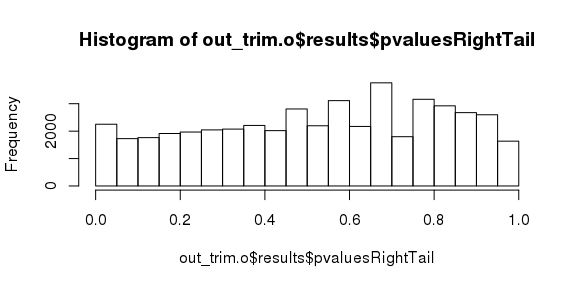 Histogram of out_trim.o$results$pvaluesRightTail
Frequency
2000
0
0.0 0.2 0.4 0.6 0.8 1.0
out_trim.o$results$pvaluesRightTail